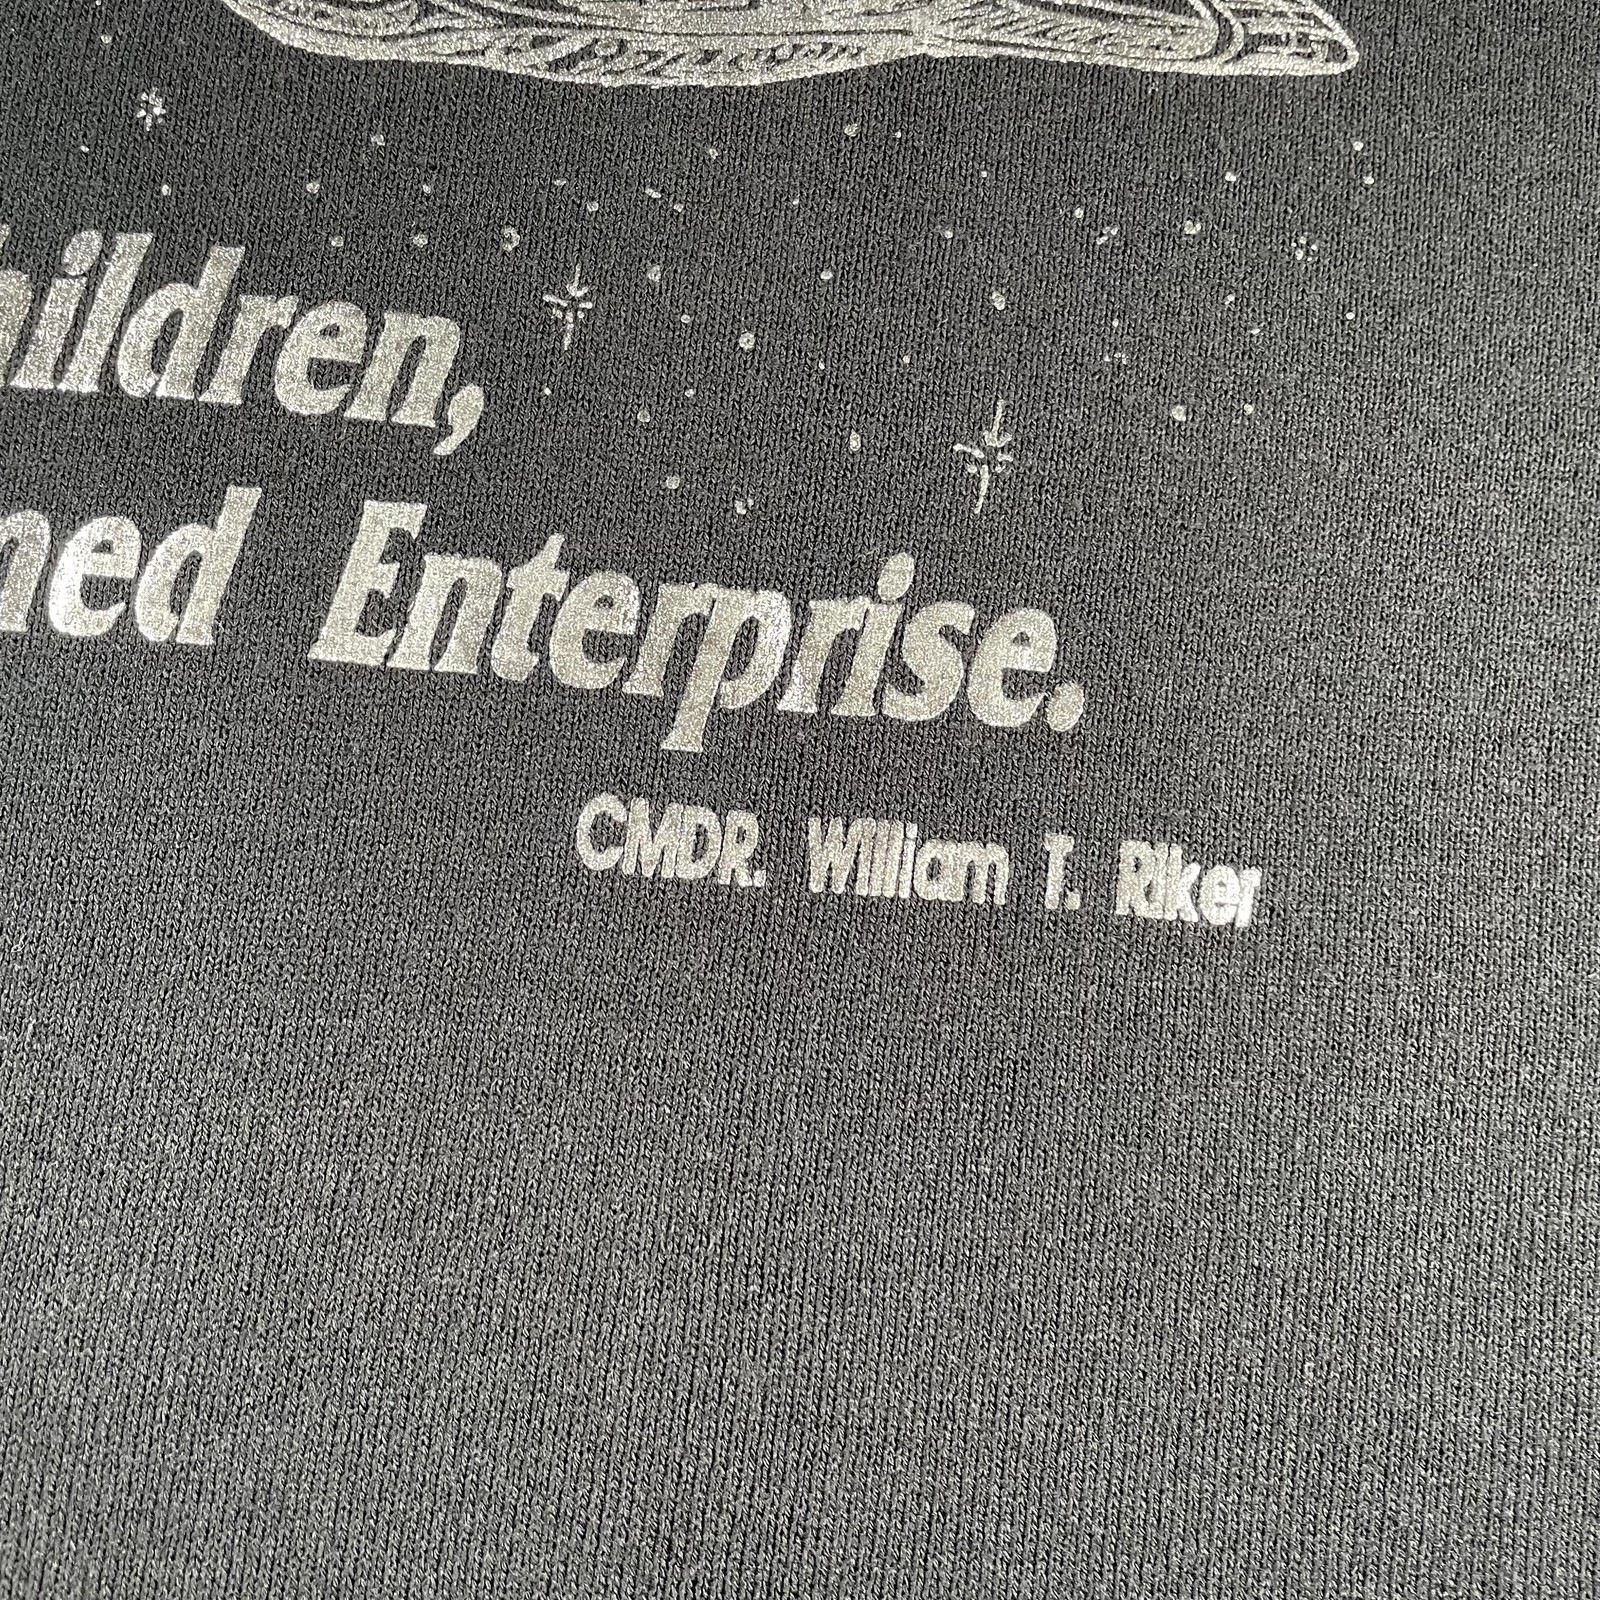 hildren,
ned Enterprise.
CMDR. William T. Riker